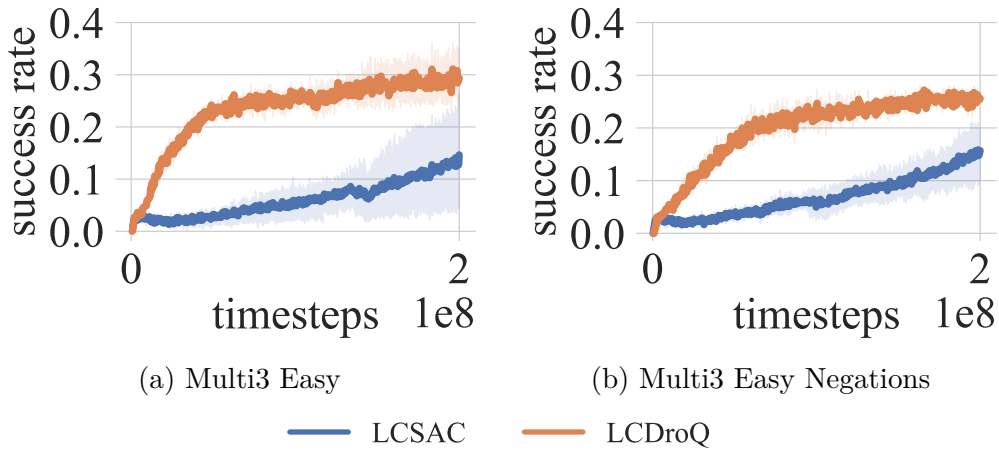 0.4
0.3
0.2
0.1
0.0
success rate
0
2
timesteps
1e8
(a) Multi3 Easy
0.4
0.3
0.2
0.1
0.0
success rate
0
2
timesteps
1e8
(b) Multi3 Easy Negations
LCSAC
LCDroQ